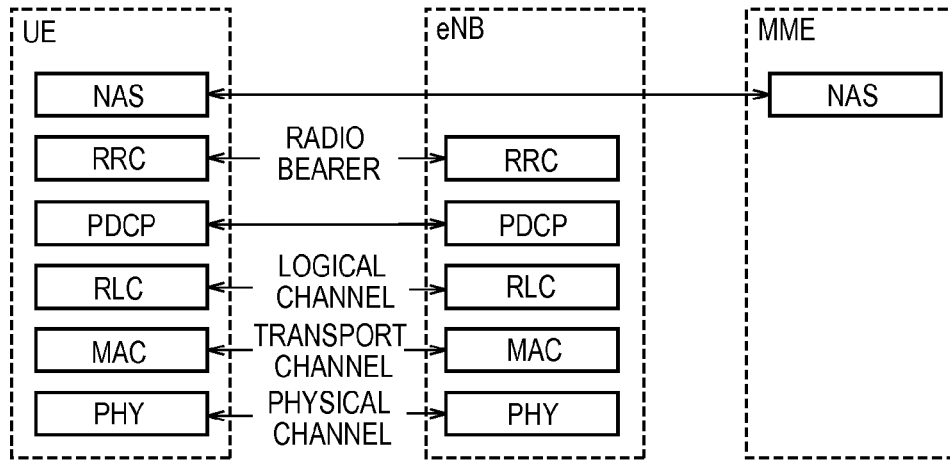 UE
eNB
MME
NAS
NAS
RRC
RADIO
BEARER
RRC
PDCP
PDCP
RLC
LOGICAL
CHANNEL
RLC
MAC
TRANSPORT
CHANNEL
MAC
PHY
PHYSICAL
CHANNEL
PHY